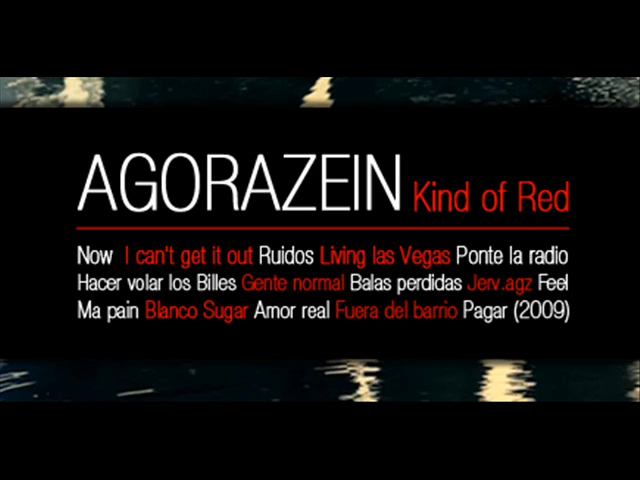 AGORAZEIN Kind of Red
Now I can't get it out Ruidos Living las Vegas Ponte la radio
Hacer volar los Billes Gente normal Balas perdidas Jerv.agz Feel
Ma pain Blanco Sugar Amor real Fuera del barrio Pagar (2009)